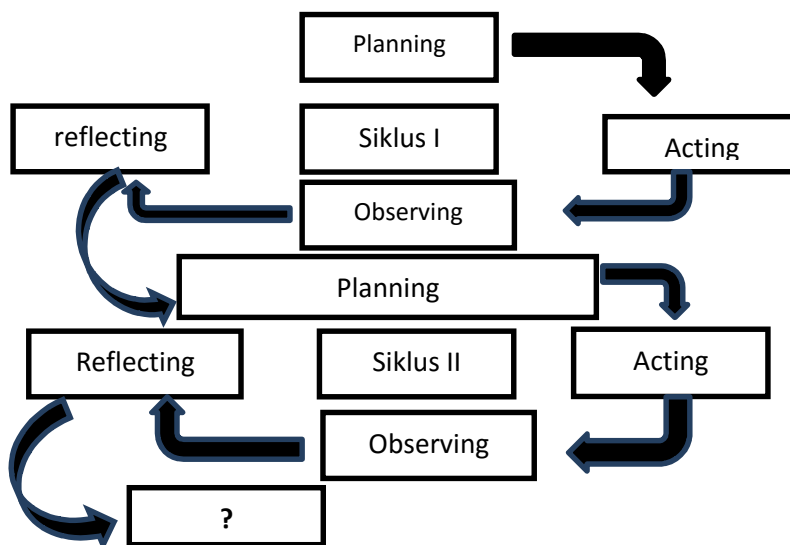 Planning
reflecting
Siklus I
Acting
Observing
Planning
Reflecting
Siklus II
Acting
Observing
?